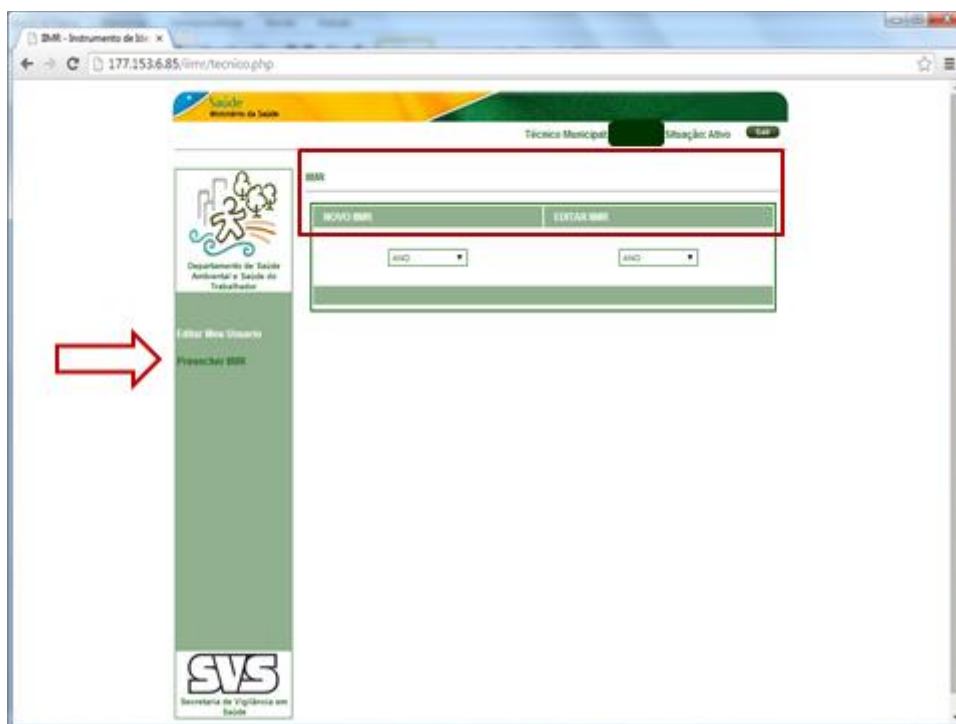 IIMR - Instrumento de Ide
177.153.6.85/iimr/tecnico.php
Saúde
Ministério da Saúde
Técnico Municipal: Situação: Ativo Sair
IIMR
NOVO IIMR EDITAR IIMR
ANO ANO
Departamento de Saúde
Ambiental e Saúde do
Trabalhador
Editar Meu Usuario
Preencher IIMR
SVS
Secretaria de Vigilância em
Saúde